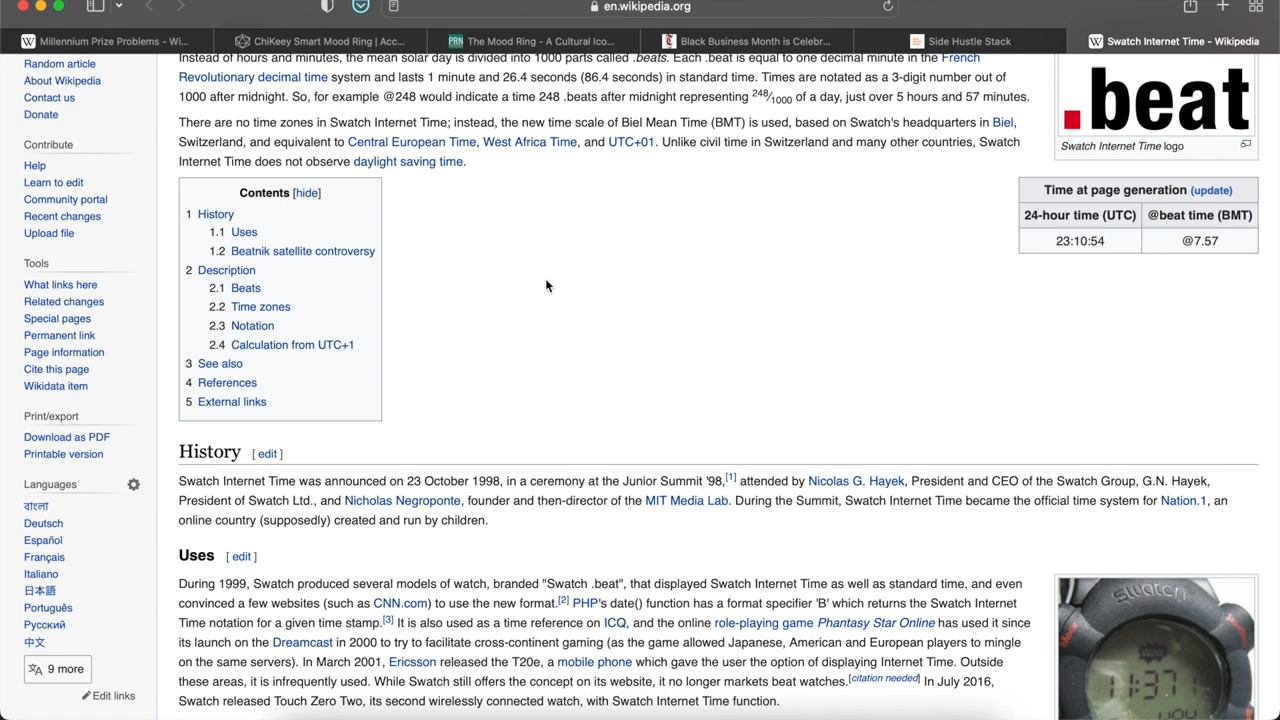 en.wikipedia.org
Millennium Prize Problems - Wi...
ChiKey Smart Mood Ring | Acc...
The Mood Ring - A Cultural Ico...
Black Business Month is Celebr...
Side Hustle Stack
Swatch Internet Time - Wikipedia
Random article
About Wikipedia
Contact us
Donate
Contribute
Help
Learn to edit
Community portal
Recent changes
Upload file
Tools
What links here
Related changes
Special pages
Permanent link
Page information
Cite this page
Wikidata item
Print/export
Download as PDF
Printable version
Languages
বাংলা
Deutsch
Español
Français
Italiano
日本語
Português
Русский
中文
9 more
Edit links
Instead of hours and minutes, the mean solar day is divided into 1000 parts called .beats. Each .beat is equal to one decimal minute in the French
Revolutionary decimal time system and lasts 1 minute and 26.4 seconds (86.4 seconds) in standard time. Times are notated as a 3-digit number out of
1000 after midnight. So, for example @248 would indicate a time 248 .beats after midnight representing 248/1000 of a day, just over 5 hours and 57 minutes.
There are no time zones in Swatch Internet Time; instead, the new time scale of Biel Mean Time (BMT) is used, based on Swatch's headquarters in Biel,
Switzerland, and equivalent to Central European Time, West Africa Time, and UTC+01. Unlike civil time in Switzerland and many other countries, Swatch
Internet Time does not observe daylight saving time.
.beat
Swatch Internet Time logo
Time at page generation (update)
24-hour time (UTC) @beat time (BMT)
23:10:54 @7.57
Contents [hide]
1 History
1.1 Uses
1.2 Beatnik satellite controversy
2 Description
2.1 Beats
2.2 Time zones
2.3 Notation
2.4 Calculation from UTC+1
3 See also
4 References
5 External links
History [ edit ]
Swatch Internet Time was announced on 23 October 1998, in a ceremony at the Junior Summit '98,[1] attended by Nicolas G. Hayek, President and CEO of the Swatch Group, G.N. Hayek,
President of Swatch Ltd., and Nicholas Negroponte, founder and then-director of the MIT Media Lab. During the Summit, Swatch Internet Time became the official time system for Nation.1, an
online country (supposedly) created and run by children.
Uses [ edit ]
During 1999, Swatch produced several models of watch, branded "Swatch .beat", that displayed Swatch Internet Time as well as standard time, and even
convinced a few websites (such as CNN.com) to use the new format.[2] PHP's date() function has a format specifier 'B' which returns the Swatch Internet
Time notation for a given time stamp.[3] It is also used as a time reference on ICQ, and the online role-playing game Phantasy Star Online has used it since
its launch on the Dreamcast in 2000 to try to facilitate cross-continent gaming (as the game allowed Japanese, American and European players to mingle
on the same servers). In March 2001, Ericsson released the T20e, a mobile phone which gave the user the option of displaying Internet Time. Outside
these areas, it is infrequently used. While Swatch still offers the concept on its website, it no longer markets beat watches.[citation needed] In July 2016,
Swatch released Touch Zero Two, its second wirelessly connected watch, with Swatch Internet Time function.
swatch